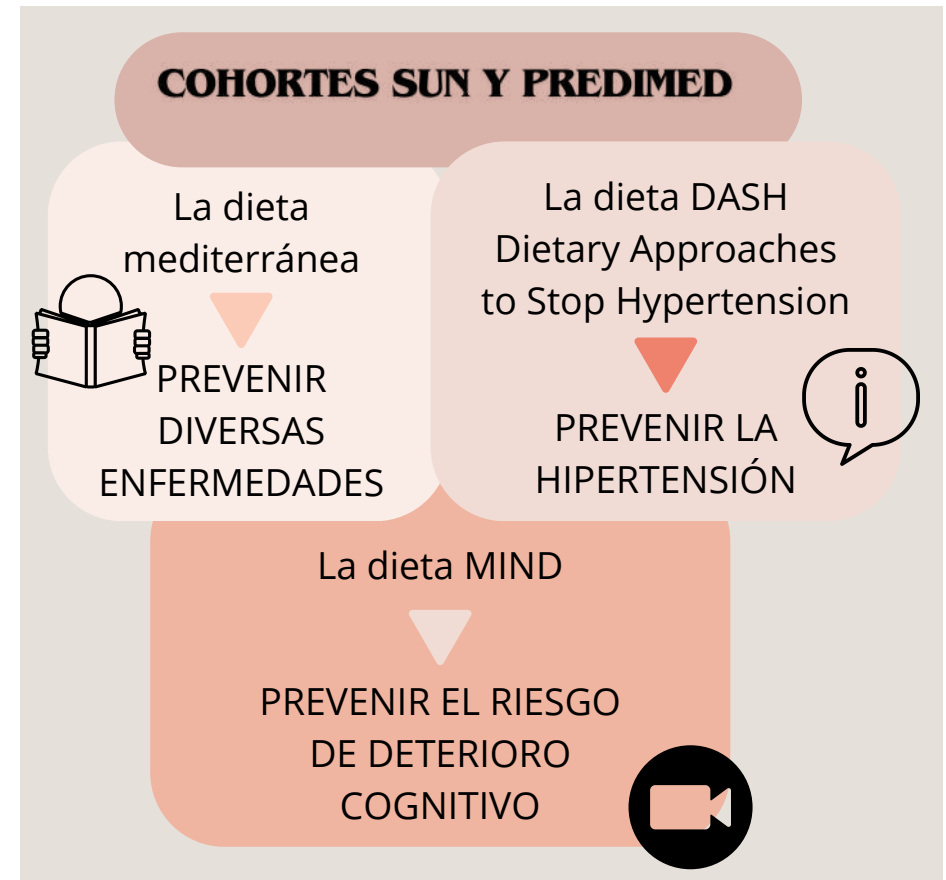 COHORTES SUN Y PREDIMED
La dieta
mediterránea
PREVENIR
DIVERSAS
ENFERMEDADES
La dieta DASH
Dietary Approaches
to Stop Hypertension
PREVENIR LA
HIPERTENSIÓN
La dieta MIND
PREVENIR EL RIESGO
DE DETERIORO
COGNITIVO